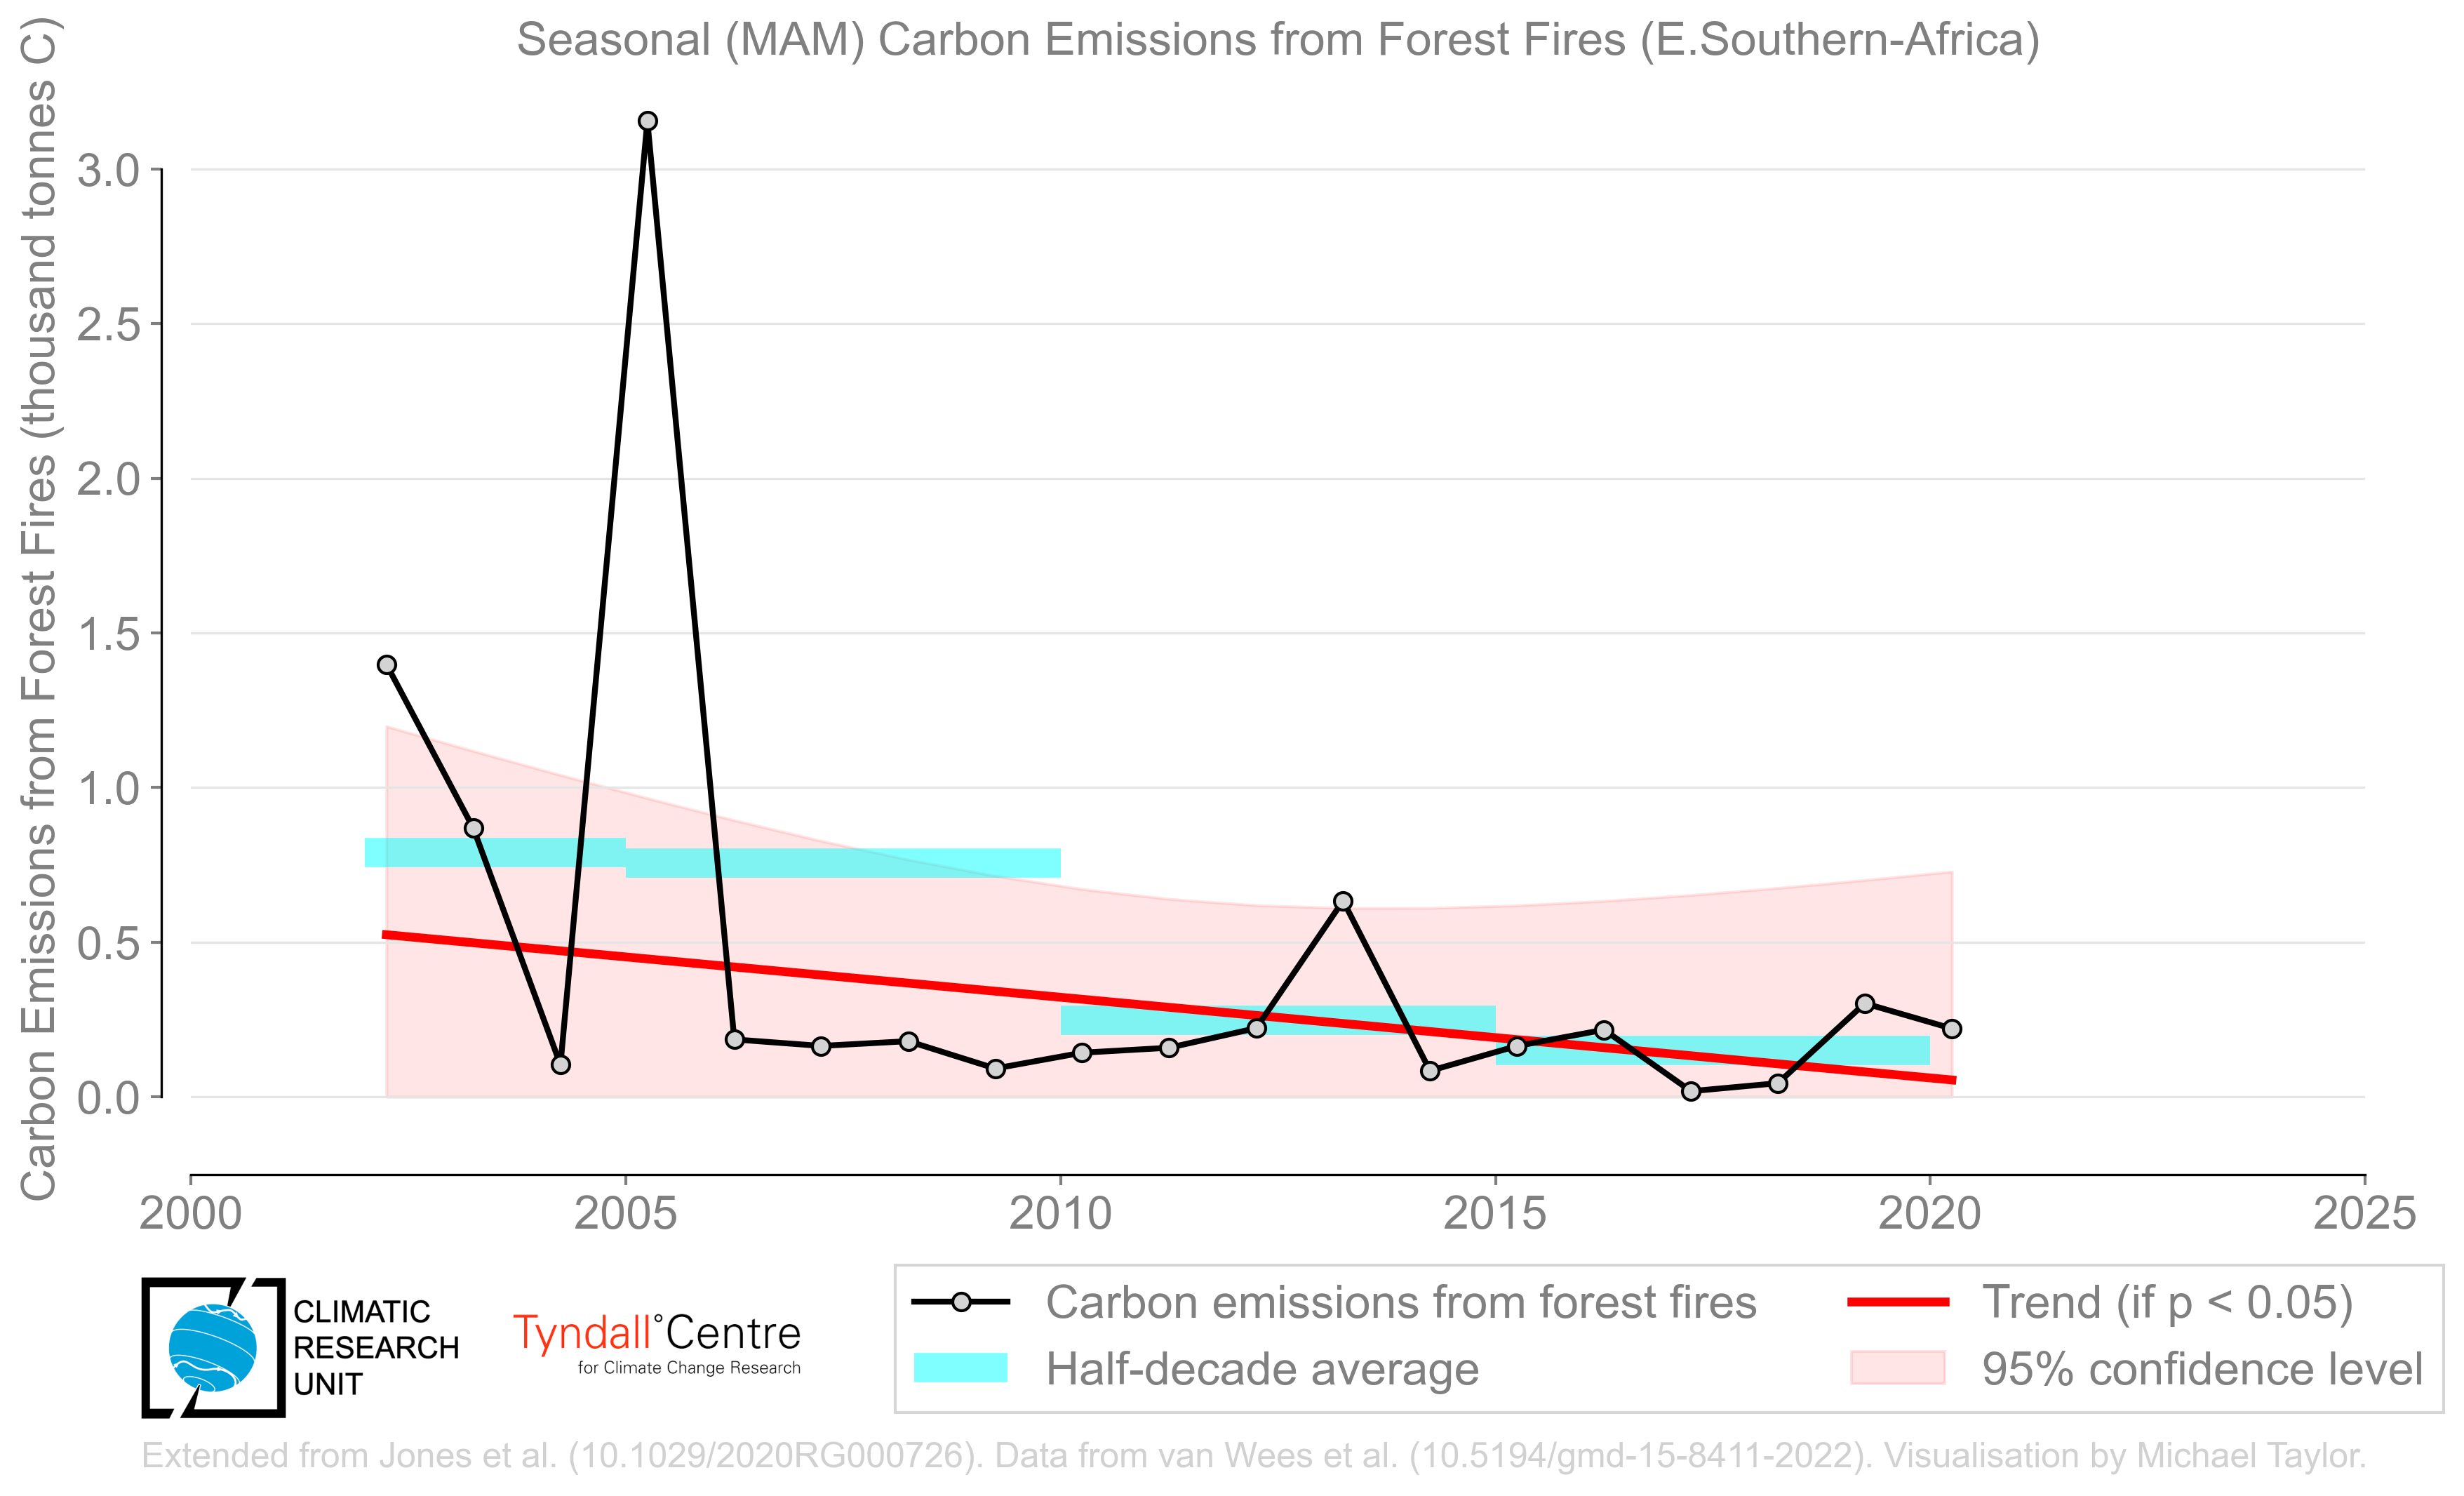 Seasonal (MAM) Carbon Emissions from Forest Fires (E.Southern-Africa)
Carbon Emissions from Forest Fires (thousand tonnes C)
3.0
2.5
2.0
1.5
1.0
0.5
0.0
2000 2005 2010 2015 2020 2025
CLIMATIC
RESEARCH
UNIT
Tyndall°Centre
for Climate Change Research
Carbon emissions from forest fires
Half-decade average
Trend (if p < 0.05)
95% confidence level
Extended from Jones et al. (10.1029/2020RG000726). Data from van Wees et al. (10.5194/gmd-15-8411-2022). Visualisation by Michael Taylor.